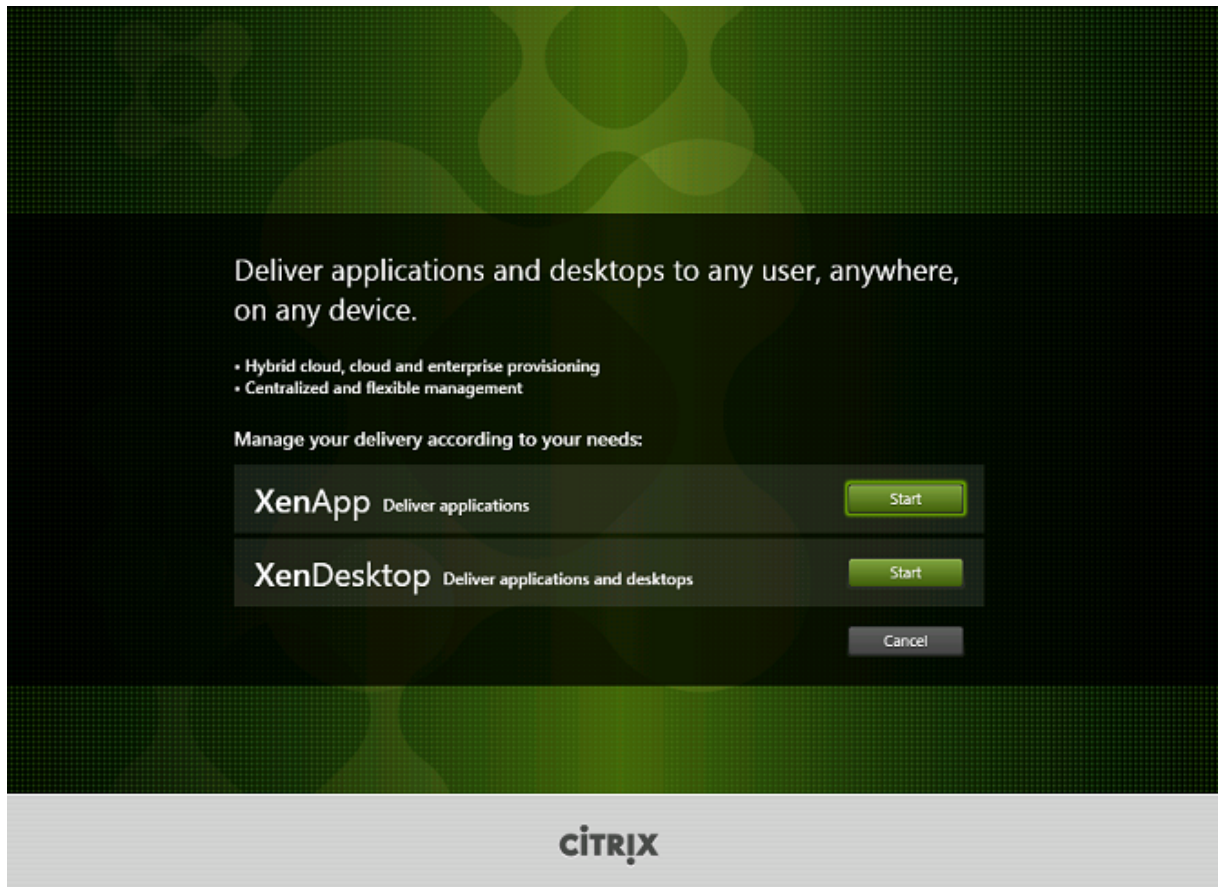 Deliver applications and desktops to any user, anywhere,
on any device.
• Hybrid cloud, cloud and enterprise provisioning
• Centralized and flexible management
Manage your delivery according to your needs:
XenApp Deliver applications Start
XenDesktop Deliver applications and desktops Start
Cancel
CİTRIX